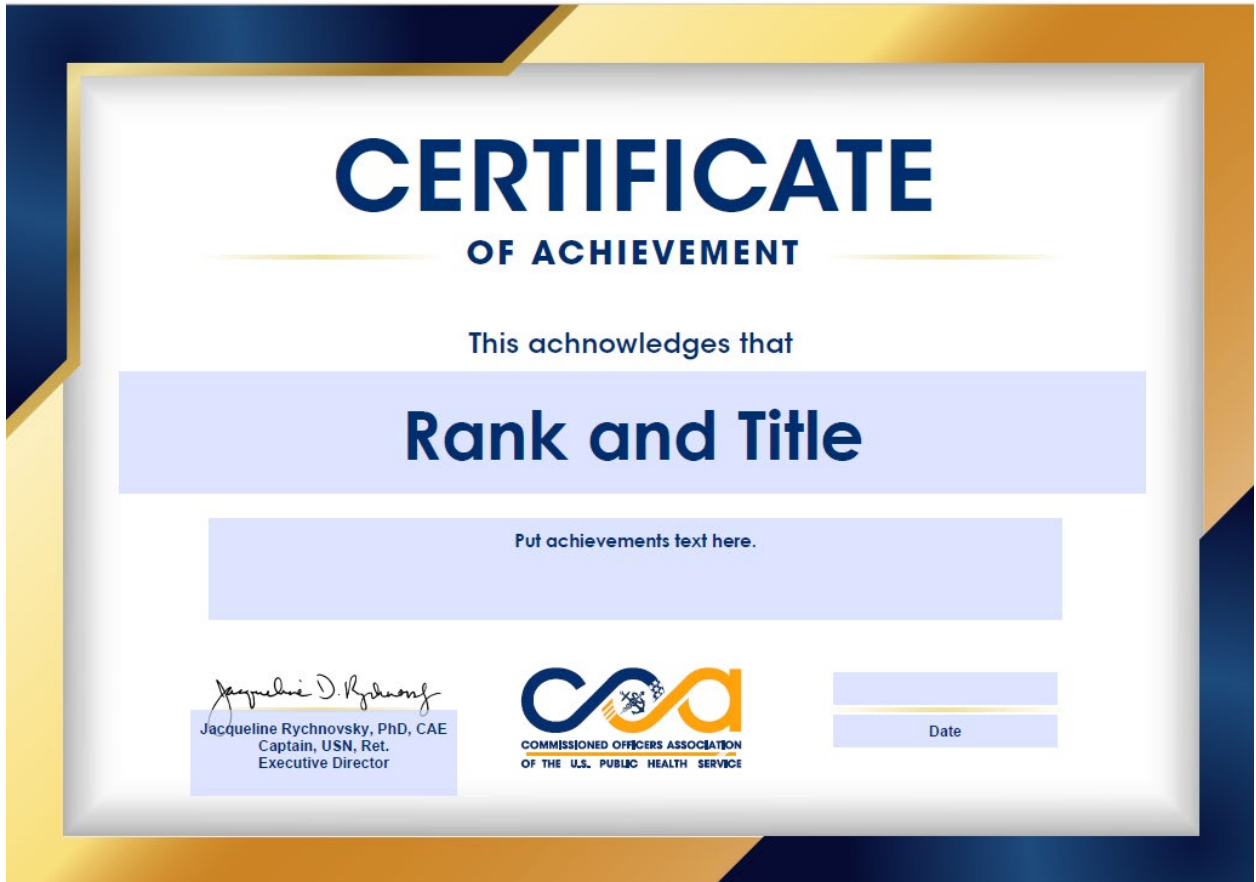 CERTIFICATE
OF ACHIEVEMENT
This achnowledges that
Rank and Title
Put achievements text here.
Jacqueline D. Rychnovsky
Jacqueline Rychnovsky, PhD, CAE
Captain, USN, Ret.
Executive Director
coa
COMMISSIONED OFFICERS ASSOCIATION
OF THE U.S. PUBLIC HEALTH SERVICE
Date